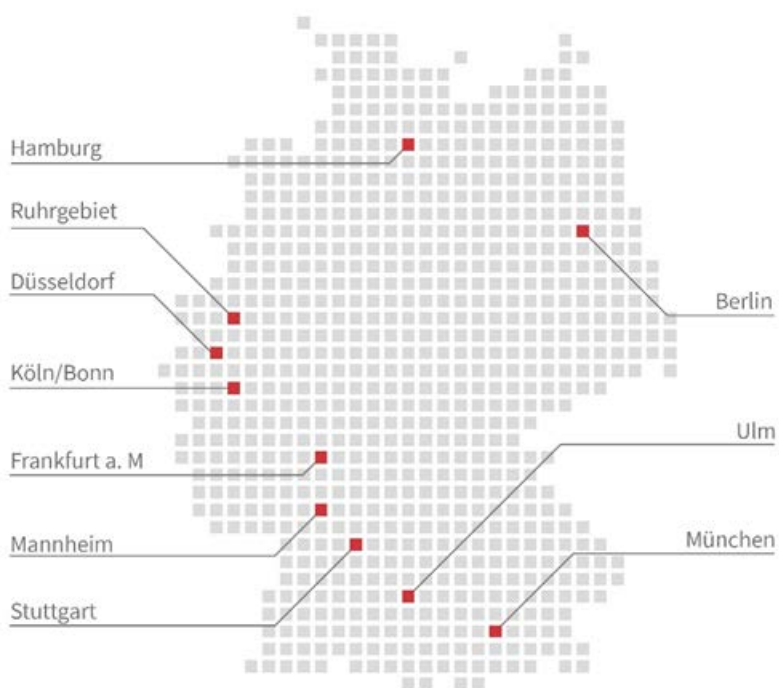 Hamburg
Ruhrgebiet
Düsseldorf
Berlin
Köln/Bonn
Ulm
Frankfurt a. M
München
Mannheim
Stuttgart